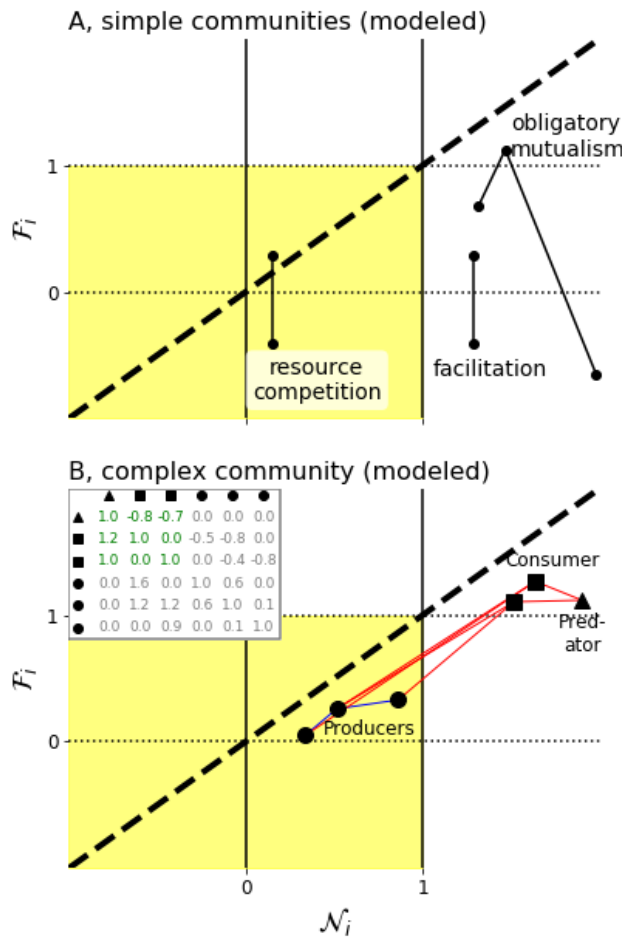 A, simple communities (modeled)
obligatory
mutualism
1
0
ℱi
resource
competition
facilitation
B, complex community (modeled)
▲ ■ ■ ● ● ●
▲ 1.0 -0.8 -0.7 0.0 0.0 0.0
■ 1.2 1.0 0.0 -0.5 -0.8 0.0
■ 1.0 0.0 1.0 0.0 -0.4 -0.8
● 0.0 1.6 0.0 1.0 0.6 0.0
● 0.0 1.2 1.2 0.6 1.0 0.1
● 0.0 0.0 0.9 0.0 0.1 1.0
Consumer
Pred-
ator
1
0
ℱi
Producers
0 1
𝒩i